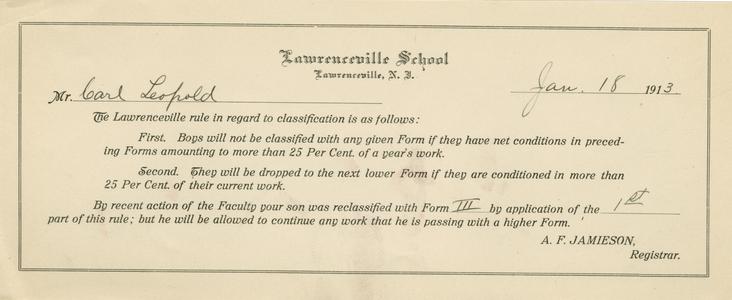 Lawrenceville School
Lawrenceville, N. J.
Jan. 18 1913.
Mr. Carl Leopold
The Lawrenceville rule in regard to classification is as follows:
First. Boys will not be classified with any given Form if they have net conditions in preced-
ing Forms amounting to more than 25 Per Cent. of a year's work.
Second. They will be dropped to the next lower Form if they are conditioned in more than
25 Per Cent. of their current work.
By recent action of the Faculty your son was reclassified with Form III by application of the 1st
part of this rule; but he will be allowed to continue any work that he is passing with a higher Form.
A. F. JAMIESON,
Registrar.